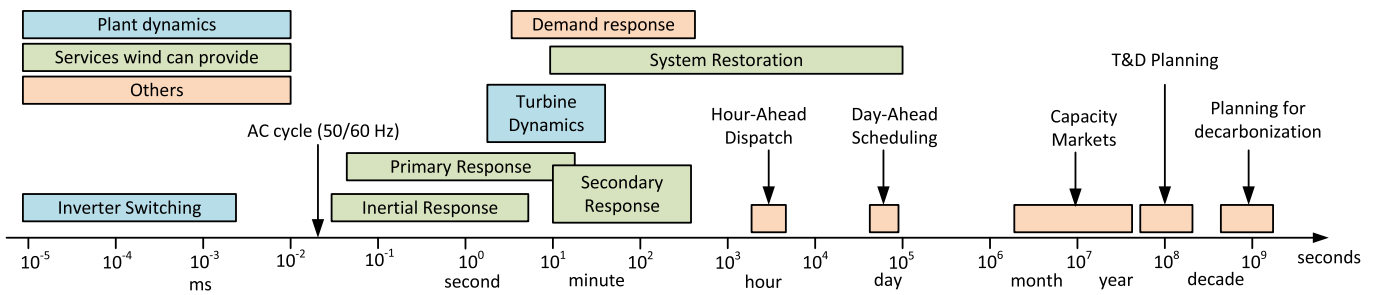 Plant dynamics
Services wind can provide
Others
Demand response
System Restoration
T&D Planning
Turbine
Dynamics
Hour-Ahead
Dispatch
Day-Ahead
Scheduling
Capacity
Markets
Planning for
decarbonization
AC cycle (50/60 Hz)
Primary Response
Secondary
Response
Inverter Switching
Inertial Response
10⁻⁵ 10⁻⁴ 10⁻³ 10⁻² 10⁻¹ 10⁰ 10¹ 10² 10³ 10⁴ 10⁵ 10⁶ 10⁷ 10⁸ 10⁹ seconds
ms second minute hour day month year decade